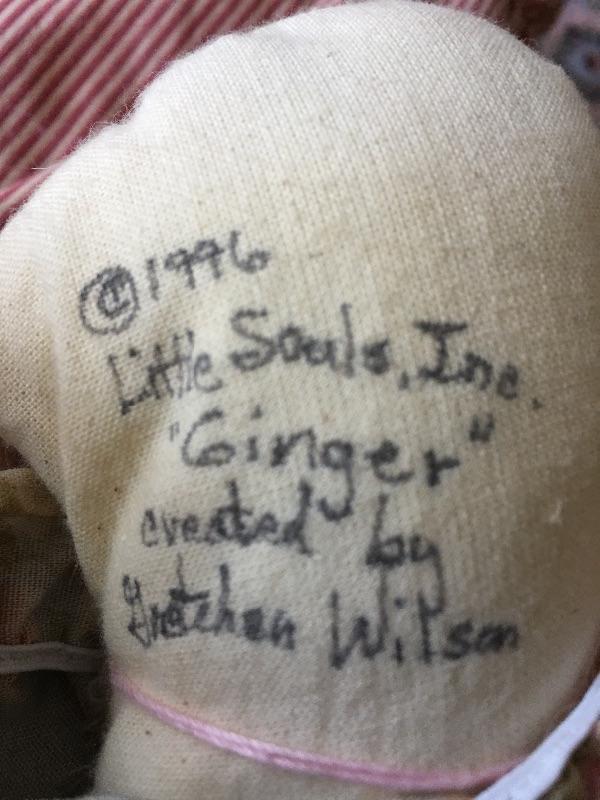 ©1996
Little Souls, Inc.
"Ginger"
created by
Gretchen Wilson